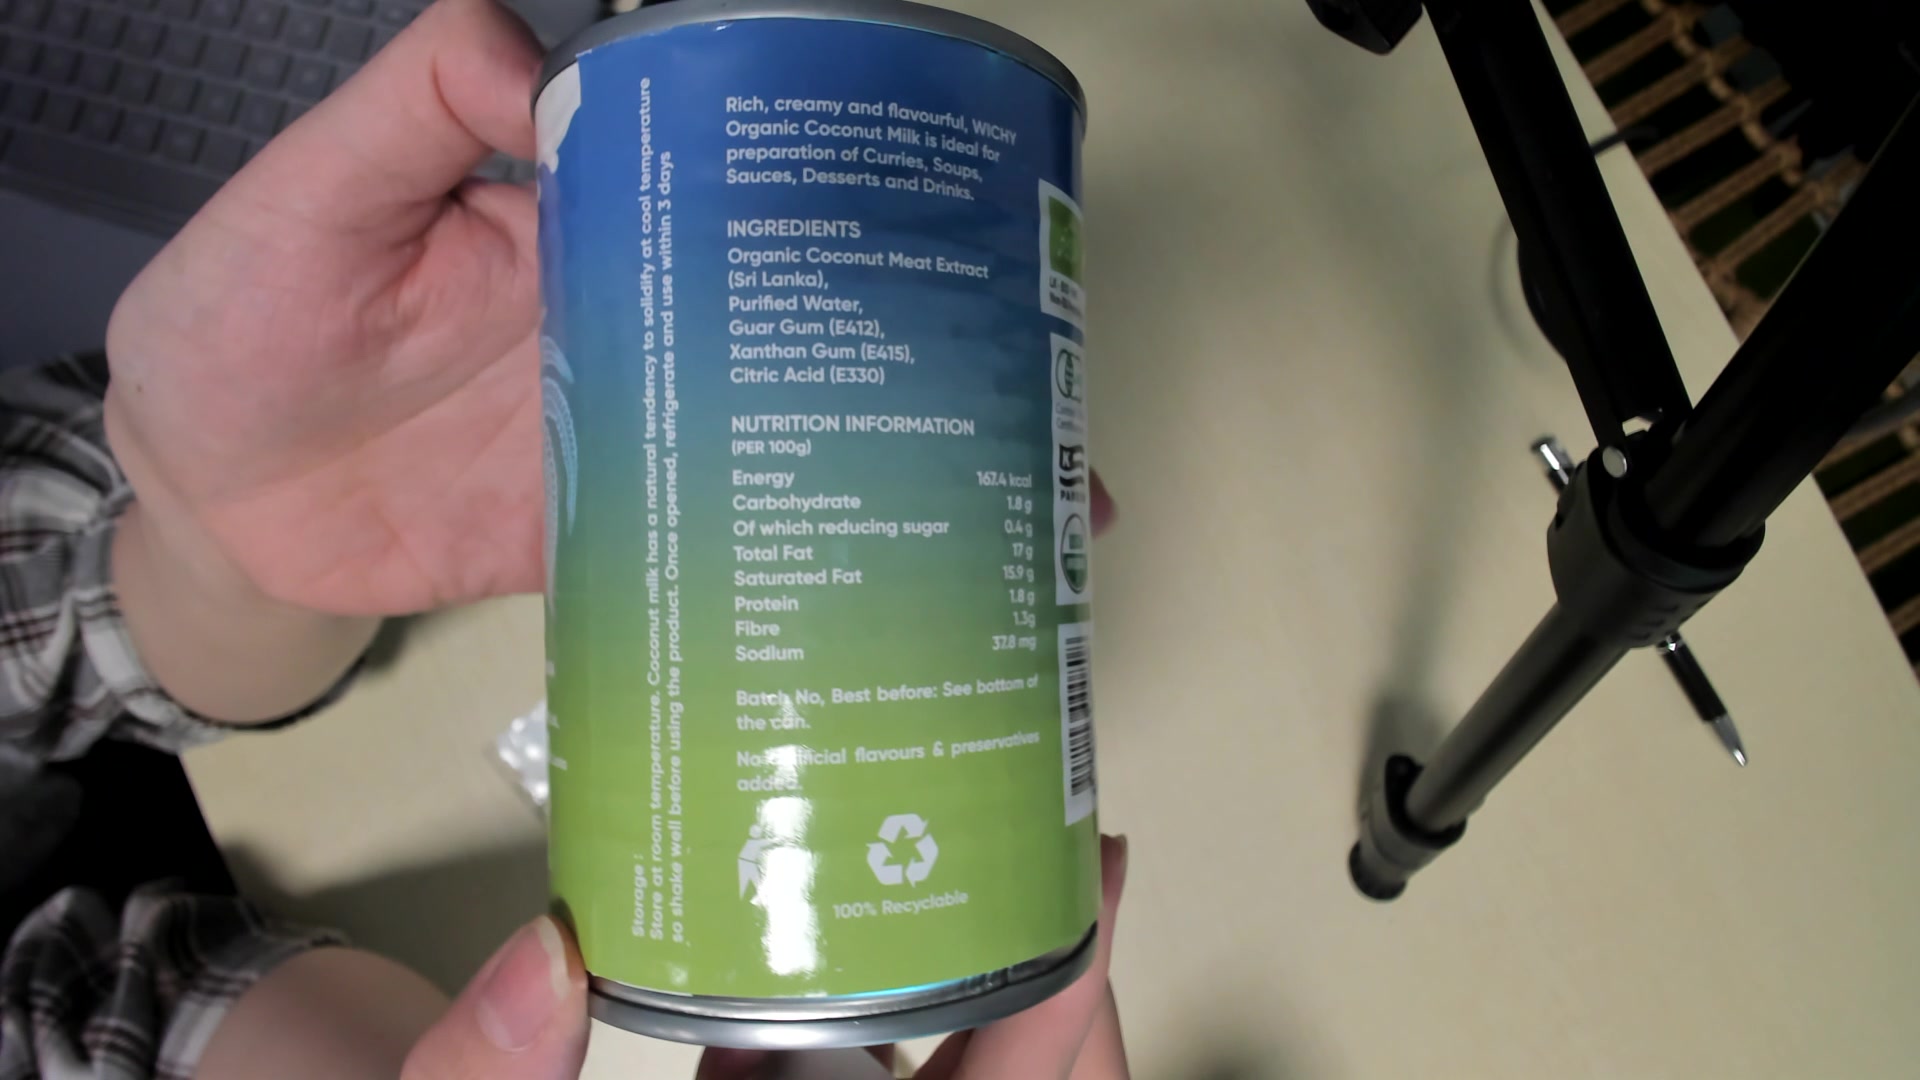 Rich, creamy and flavourful, WICHY
Organic Coconut Milk is ideal for
preparation of Curries, Soups,
Sauces, Desserts and Drinks.
INGREDIENTS
Organic Coconut Meat Extract
(Sri Lanka),
Purified Water,
Guar Gum (E412),
Xanthan Gum (E415),
Citric Acid (E330)
NUTRITION INFORMATION
(PER 100g)
Energy 167.4 kcal
Carbohydrate 1.8 g
Of which reducing sugar 0.4 g
Total Fat 17 g
Saturated Fat 15.9 g
Protein 1.8 g
Fibre 1.3g
Sodium 37.8 mg
Batch No, Best before: See bottom of
the can.
No artificial flavours & preservatives
added.
100% Recyclable
Storage :
Store at room temperature. Coconut milk has a natural tendency to solidify at cool temperature
so shake well before using the product. Once opened, refrigerate and use within 3 days